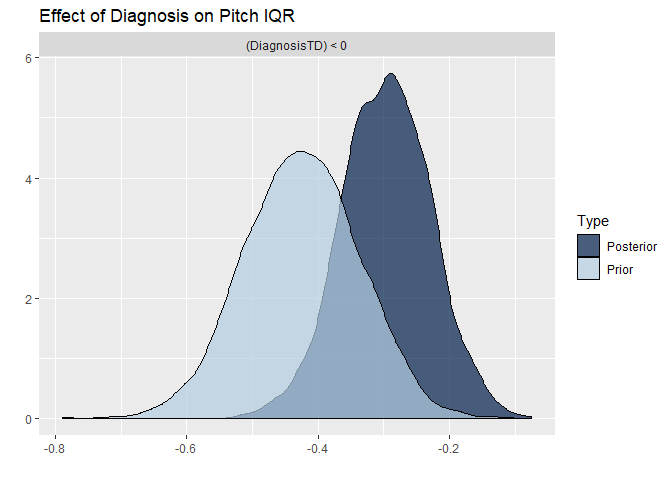 Effect of Diagnosis on Pitch IQR
(DiagnosisTD) < 0
6
4
2
0
-0.8 -0.6 -0.4 -0.2
Type
Posterior
Prior